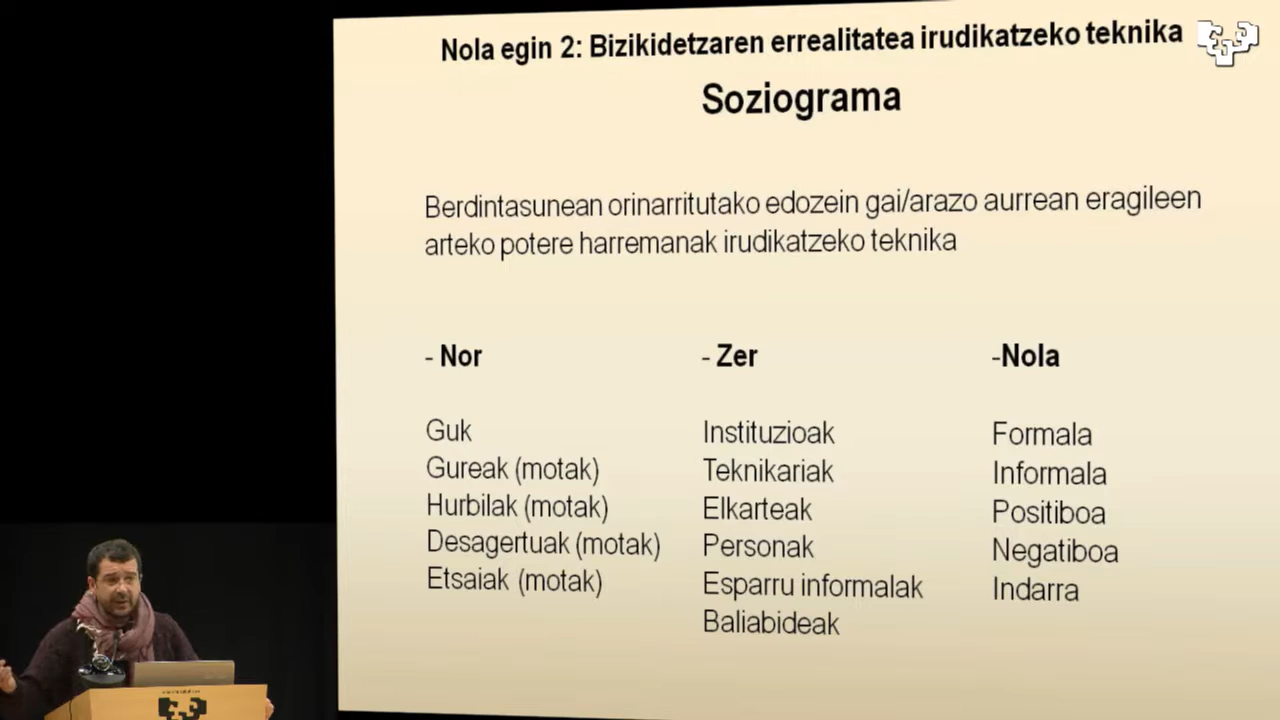 Nola egin 2: Bizikidetzaren errealitatea irudikatzeko teknika
Soziograma
Berdintasunean orinarritutako edozein gai/arazo aurrean eragileen
arteko potere harremanak irudikatzeko teknika
- Nor
Guk
Gureak (motak)
Hurbilak (motak)
Desagertuak (motak)
Etsaiak (motak)
- Zer
Instituzioak
Teknikariak
Elkarteak
Personak
Esparru informalak
Baliabideak
-Nola
Formala
Informala
Positiboa
Negatiboa
Indarra